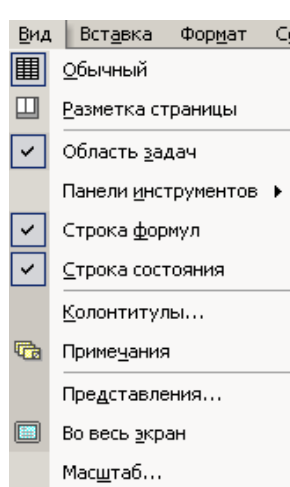 Вид Вставка Формат С
Обычный
Разметка страницы
Область задач
Панели инструментов
Строка формул
Строка состояния
Колонтитулы...
Примечания
Представления...
Во весь экран
Масштаб...